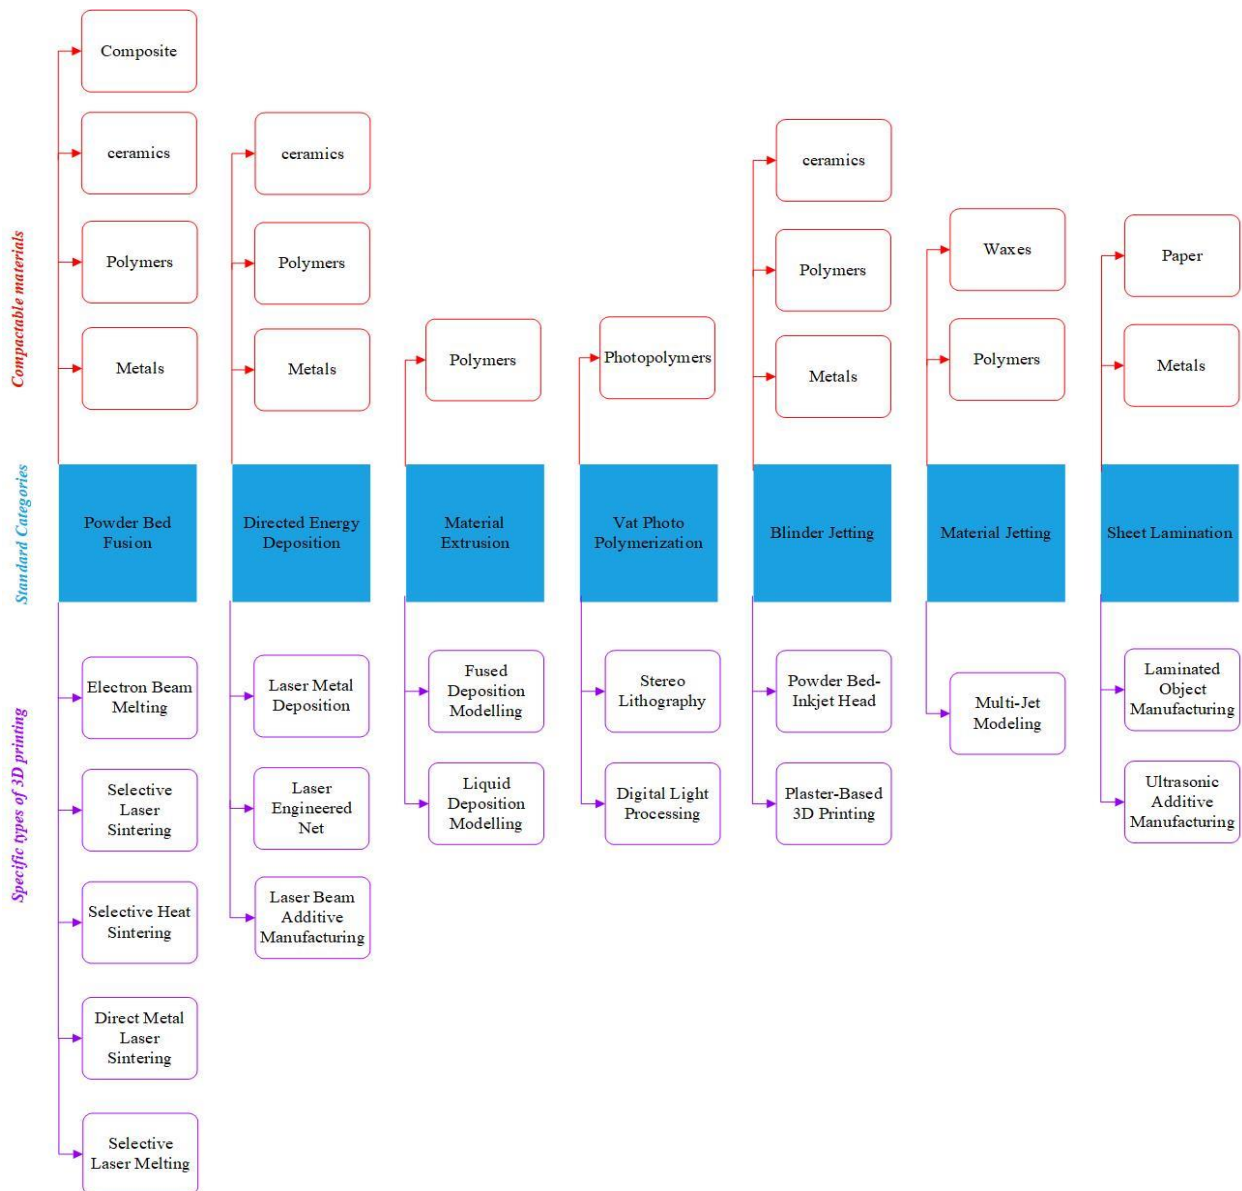 Compactable materials
Composite
ceramics
Polymers
Metals
ceramics
Polymers
Metals
Polymers
Photopolymers
ceramics
Polymers
Metals
Waxes
Polymers
Paper
Metals
Standard Categories
Powder Bed
Fusion
Directed Energy
Deposition
Material
Extrusion
Vat Photo
Polymerization
Blinder Jetting
Material Jetting
Sheet Lamination
Specific types of 3D printing
Electron Beam
Melting
Selective
Laser
Sintering
Selective Heat
Sintering
Direct Metal
Laser
Sintering
Selective
Laser Melting
Laser Metal
Deposition
Laser
Engineered
Net
Laser Beam
Additive
Manufacturing
Fused
Deposition
Modelling
Liquid
Deposition
Modelling
Stereo
Lithography
Digital Light
Processing
Powder Bed-
Inkjet Head
Plaster-Based
3D Printing
Multi-Jet
Modeling
Laminated
Object
Manufacturing
Ultrasonic
Additive
Manufacturing